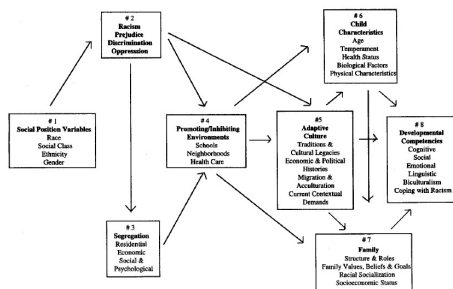 # 1
Social Position Variables
Race
Social Class
Ethnicity
Gender
# 2
Racism
Prejudice
Discrimination
Oppression
# 3
Segregation
Residential
Economic
Social &
Psychological
# 4
Promoting/Inhibiting
Environments
Schools
Neighborhoods
Health Care
#5
Adaptive
Culture
Traditions &
Cultural Legacies
Economic & Political
Histories
Migration &
Acculturation
Current Contextual
Demands
# 6
Child
Characteristics
Age
Temperament
Health Status
Biological Factors
Physical Characteristics
# 7
Family
Structure & Roles
Family Values, Beliefs & Goals
Racial Socialization
Socioeconomic Status
# 8
Developmental
Competencies
Cognitive
Social
Emotional
Linguistic
Biculturalism
Coping with Racism